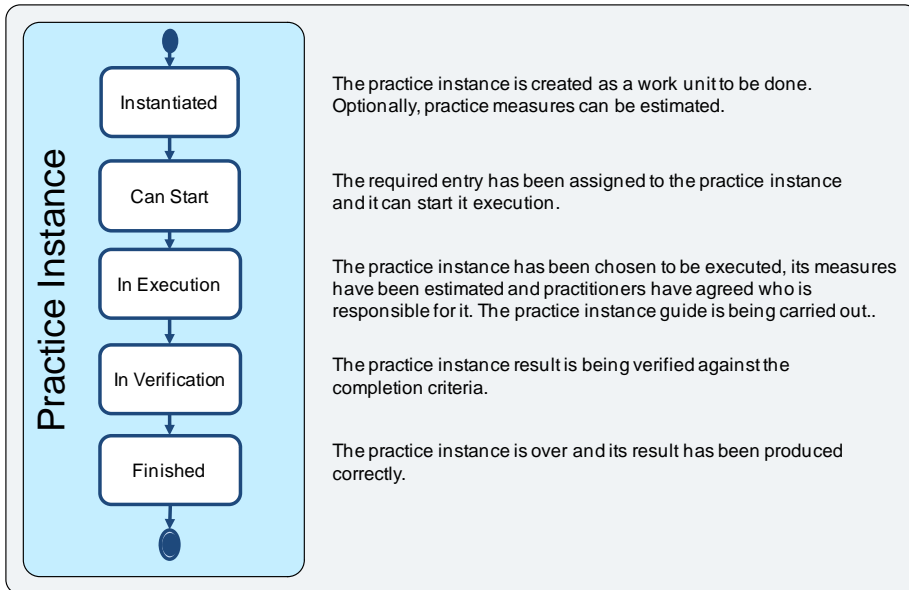 Practice Instance
Instantiated
The practice instance is created as a work unit to be done.
Optionally, practice measures can be estimated.
Can Start
The required entry has been assigned to the practice instance
and it can start it execution.
In Execution
The practice instance has been chosen to be executed, its measures
have been estimated and practitioners have agreed who is
responsible for it. The practice instance guide is being carried out..
In Verification
The practice instance result is being verified against the
completion criteria.
Finished
The practice instance is over and its result has been produced
correctly.